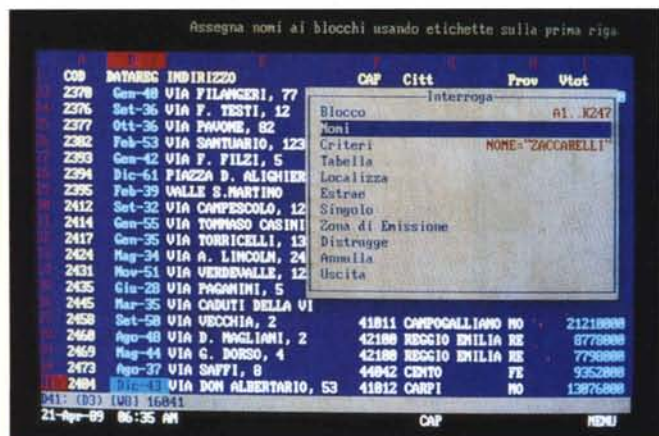 Assegna nomi ai blocchi usando etichette sulla prima riga
COD DATAREG INDIRIZZO CAP Citt Prov Vtot
2370 Gen-40 VIA FILANGERI, 77
2376 Set-36 VIA F. TESTI, 12
2377 Ott-36 VIA PAVONE, 82
2382 Feb-53 VIA SANTUARIO, 123
2393 Gen-42 VIA F. FILZI, 5
2394 Dic-61 PIAZZA D. ALIGHIER
2395 Feb-39 VALLE S.MARTINO
2412 Set-32 VIA CAMPESCOLO, 12
2414 Gen-55 VIA TOMMASO CASINI
2417 Gen-35 VIA TORRICELLI, 13
2424 Mag-34 VIA A. LINCOLN, 24
2431 Nov-51 VIA VERDEVALLE, 12
2435 Giu-28 VIA PAGANINI, 5
2445 Mar-35 VIA CADUTI DELLA VI
2458 Set-50 VIA VECCHIA, 2 41011 CAMPOGALLIANO MO 21210000
2460 Ago-48 VIA D. MAGLIANI, 2 42100 REGGIO EMILIA RE 8778000
2469 Mag-44 VIA G. DORSO, 4 42100 REGGIO EMILIA RE 7798000
2473 Ago-37 VIA SAFFI, 8 44042 CENTO FE 9352000
2484 Dic-43 VIA DON ALBERTARIO, 53 41012 CARPI MO 13076000
Interroga
Blocco A1..K247
Nomi
Criteri NOME="ZACCARELLI"
Tabella
Localizza
Estrae
Singolo
Zona di Emissione
Distrugge
Annulla
Uscita
D41: (D3) [W8] 16041
21-Apr-89 06:35 AM CAP MENU